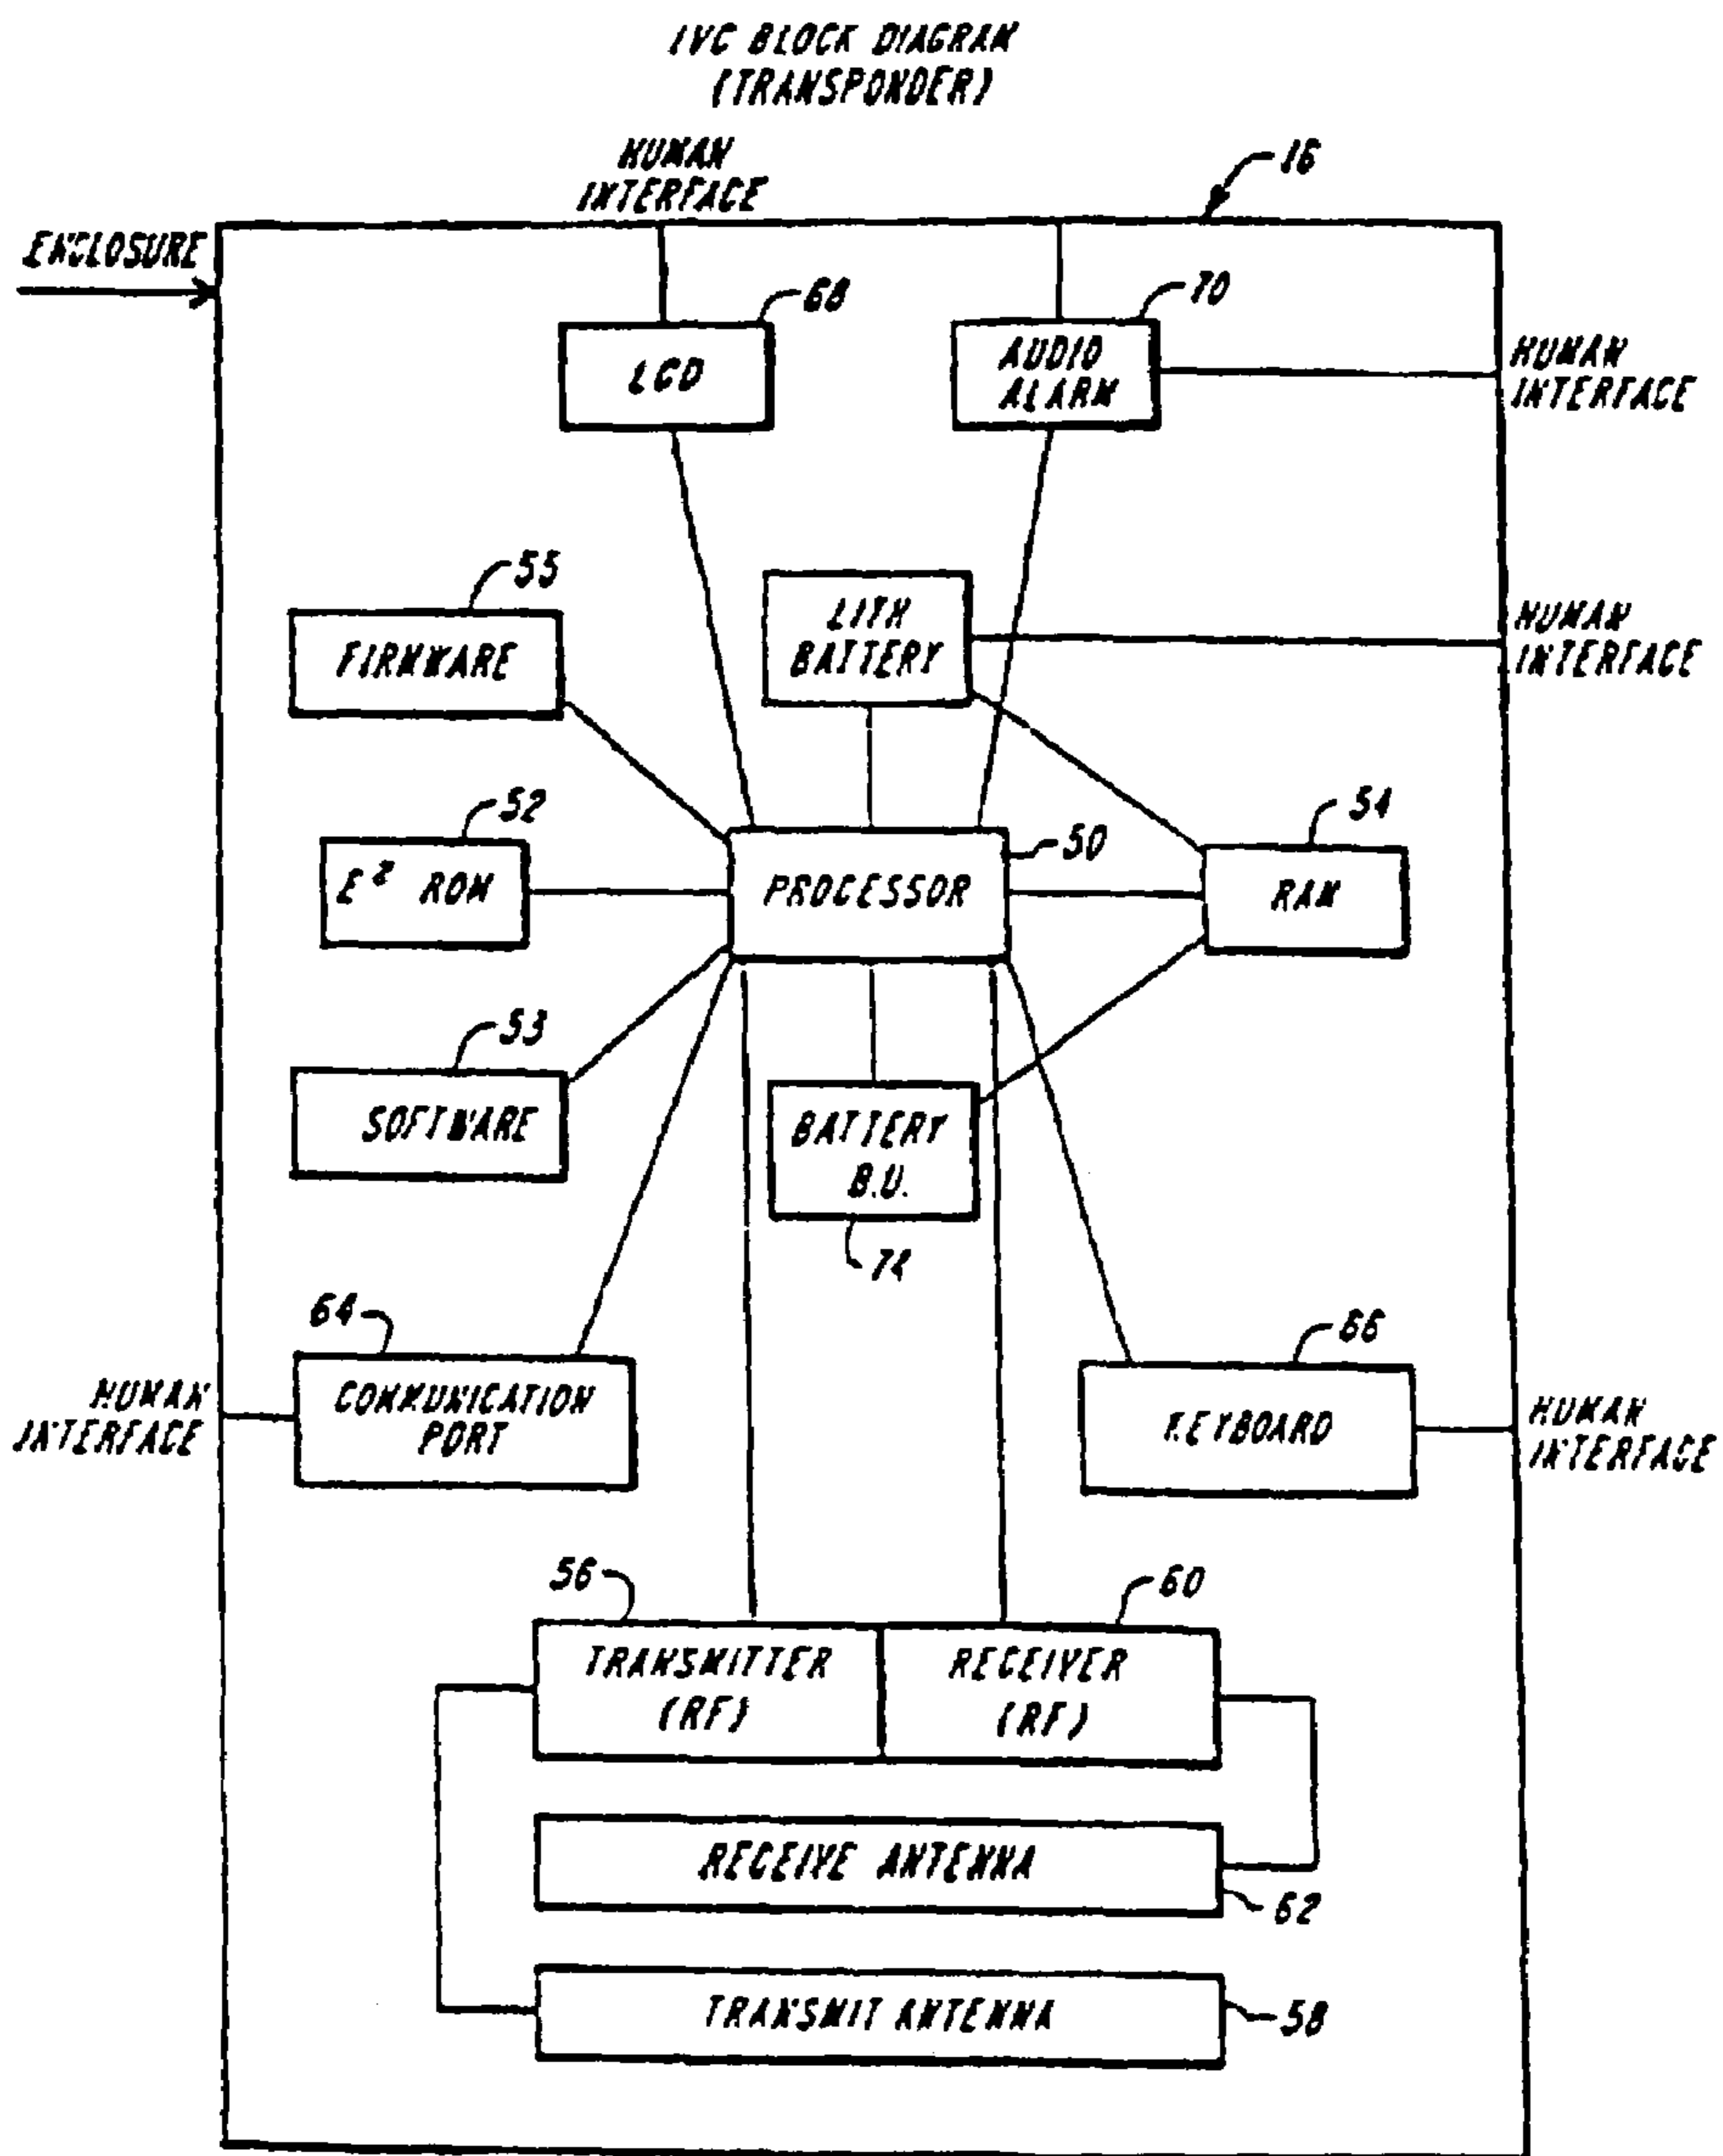 IVC BLOCK DIAGRAM
(TRANSPONDER)
HUMAN
INTERFACE
16
ENCLOSURE
68
LCD
70
AUDIO
ALARM
HUMAN
INTERFACE
55
FIRMWARE
LITH
BATTERY
HUMAN
INTERFACE
52
E² ROM
50
PROCESSOR
54
RAM
53
SOFTWARE
BATTERY
B.U.
74
64
COMMUNICATION
PORT
HUMAN
INTERFACE
66
KEYBOARD
HUMAN
INTERFACE
56
TRANSMITTER
(RF)
60
RECEIVER
(RF)
RECEIVE ANTENNA
62
TRANSMIT ANTENNA
58